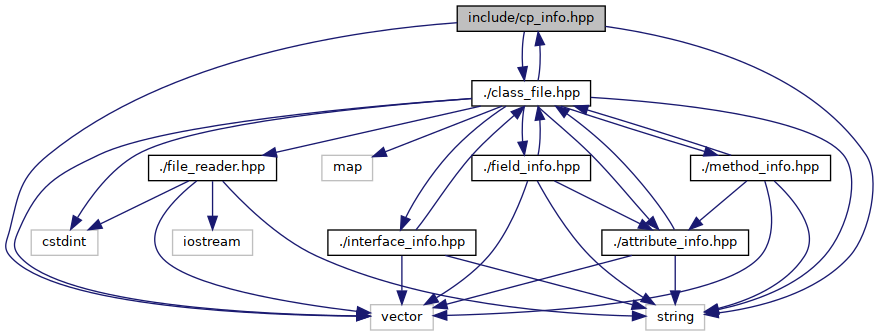 include/cp_info.hpp
./class_file.hpp
./file_reader.hpp
map
./field_info.hpp
./method_info.hpp
cstdint
iostream
./interface_info.hpp
./attribute_info.hpp
vector
string